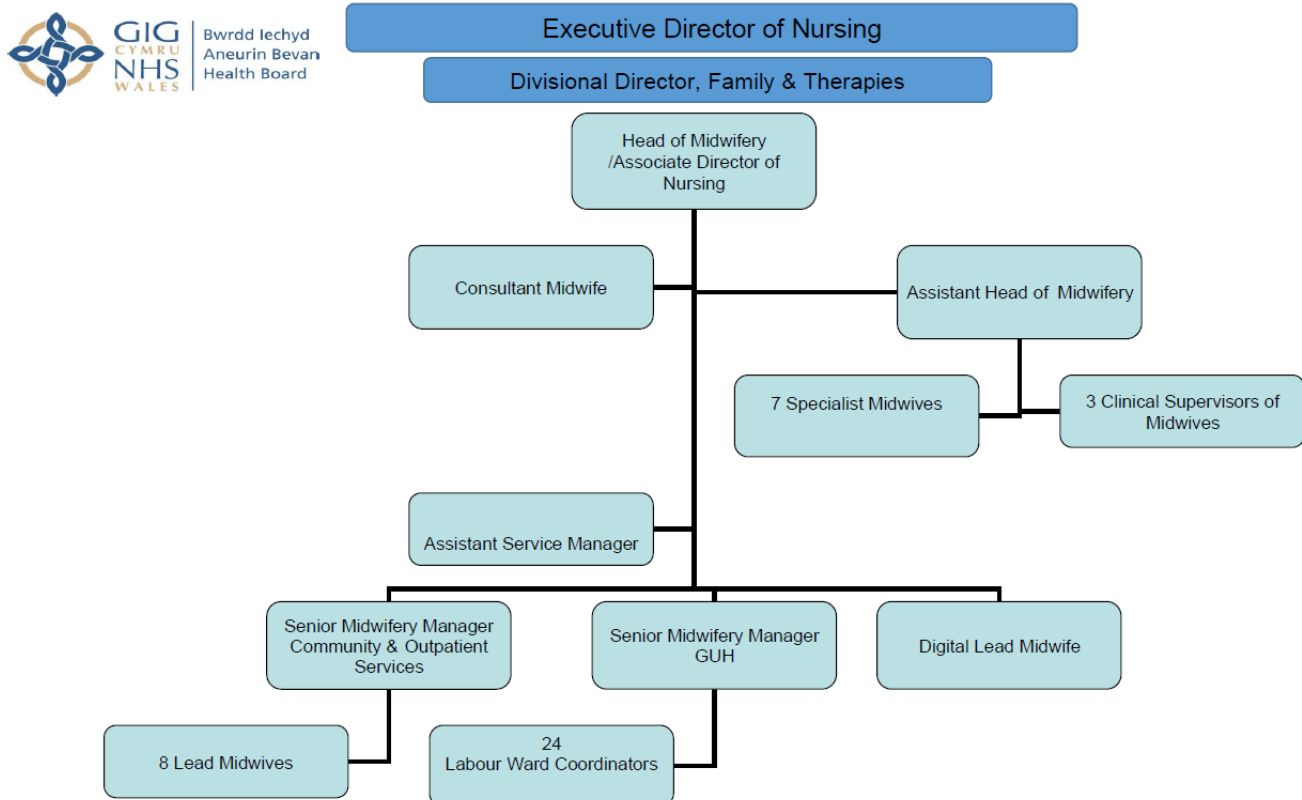 GIG
CYMRU
NHS
WALES
Bwrdd Iechyd
Aneurin Bevan
Health Board
Executive Director of Nursing
Divisional Director, Family & Therapies
Head of Midwifery
/Associate Director of
Nursing
Consultant Midwife
Assistant Head of Midwifery
7 Specialist Midwives
3 Clinical Supervisors of
Midwives
Assistant Service Manager
Senior Midwifery Manager
Community & Outpatient
Services
Senior Midwifery Manager
GUH
Digital Lead Midwife
8 Lead Midwives
24
Labour Ward Coordinators